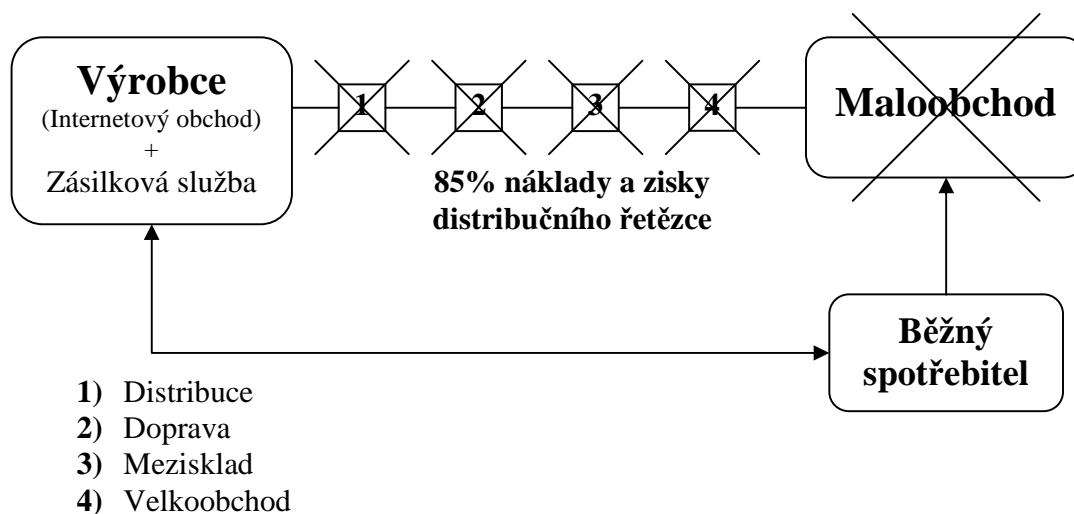 Výrobce
(Internetový obchod)
+
Zásilková služba
1
2
3
4
Maloobchod
85% náklady a zisky
distribučního řetězce
Běžný
spotřebitel
1) Distribuce
2) Doprava
3) Mezisklad
4) Velkoobchod